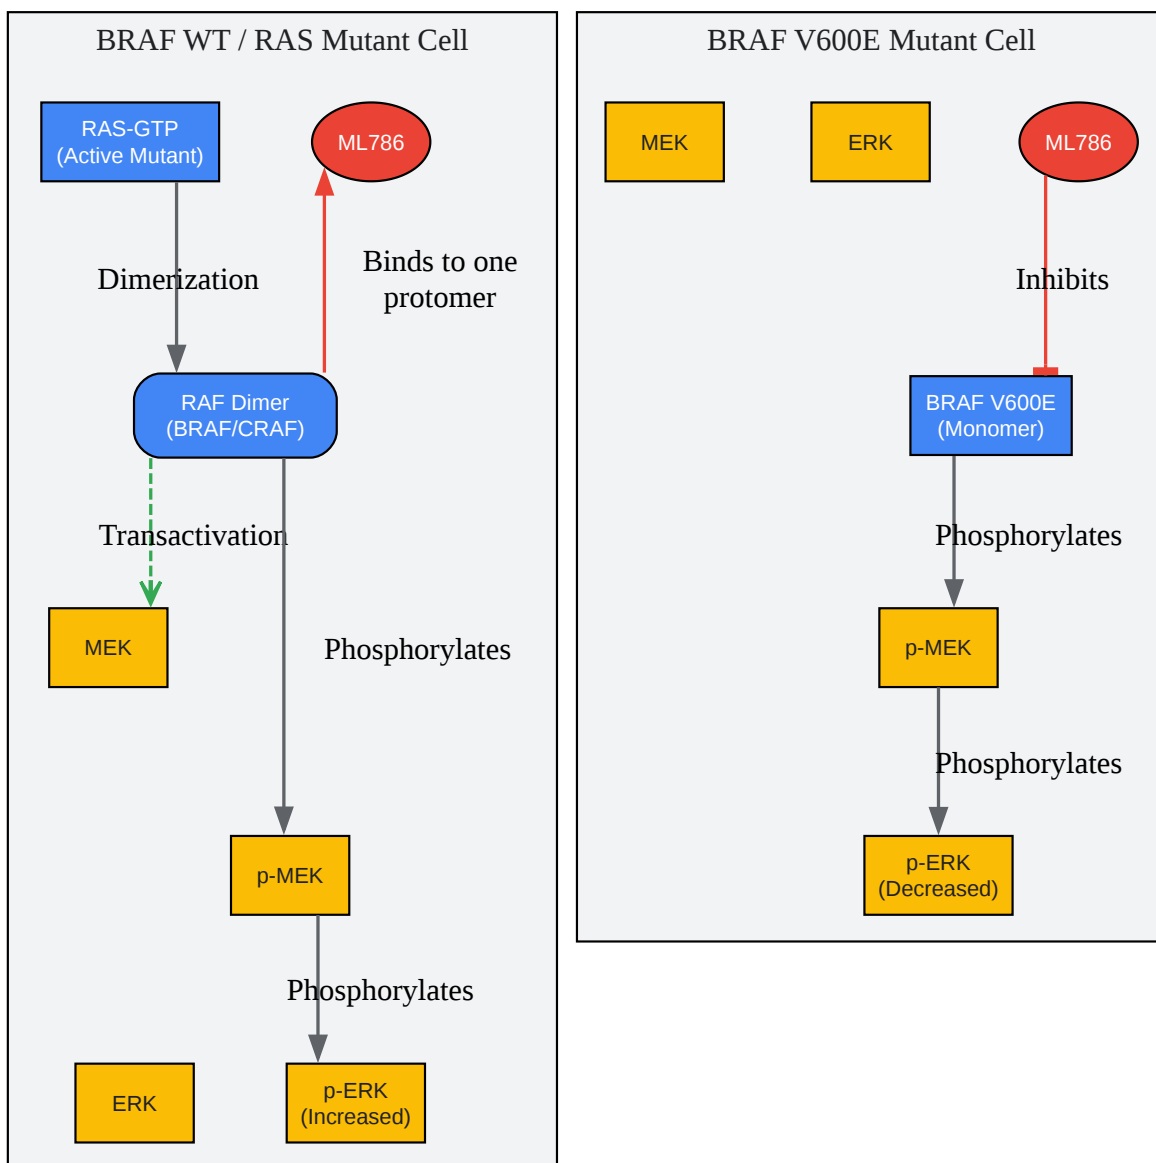 BRAF WT / RAS Mutant Cell
RAS-GTP
(Active Mutant)
ML786
Dimerization
Binds to one
protomer
RAF Dimer
(BRAF/CRAF)
Transactivation
MEK
Phosphorylates
p-MEK
Phosphorylates
ERK
p-ERK
(Increased)
BRAF V600E Mutant Cell
MEK
ERK
ML786
Inhibits
BRAF V600E
(Monomer)
Phosphorylates
p-MEK
Phosphorylates
p-ERK
(Decreased)